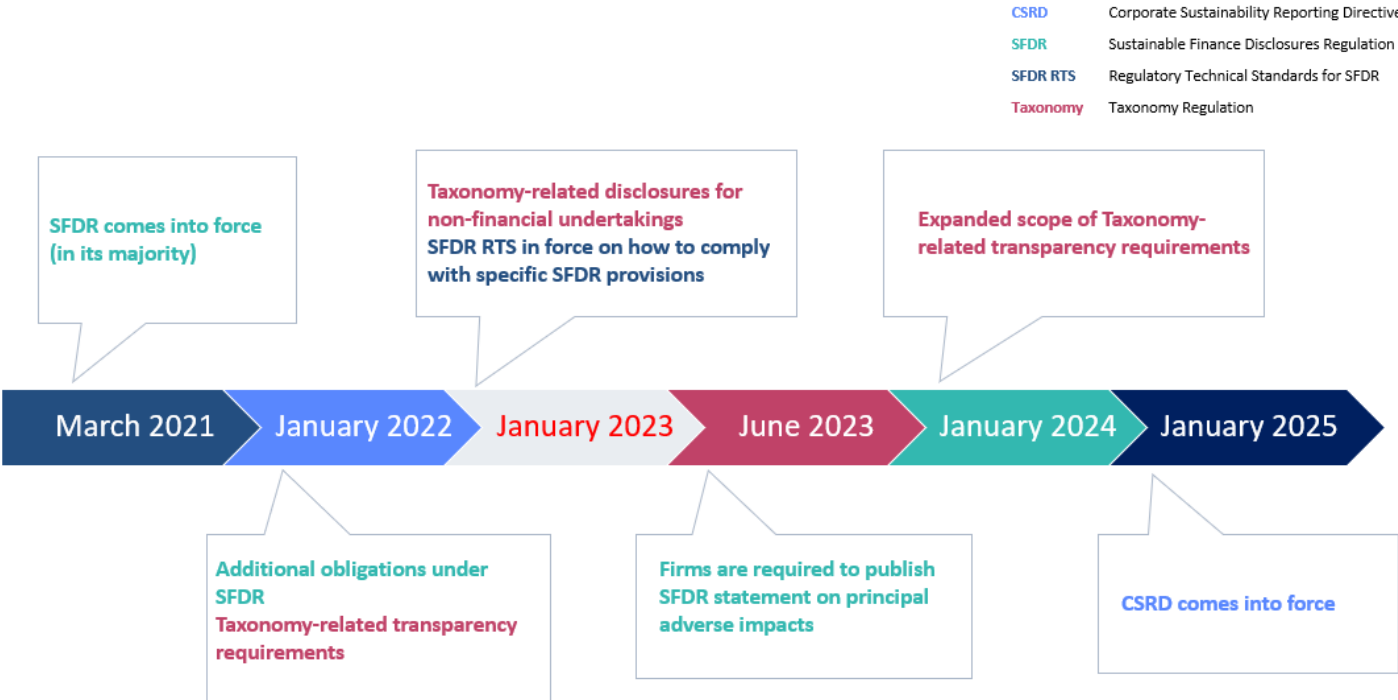 CSRD Corporate Sustainability Reporting Directive
SFDR Sustainable Finance Disclosures Regulation
SFDR RTS Regulatory Technical Standards for SFDR
Taxonomy Taxonomy Regulation
SFDR comes into force
(in its majority)
Taxonomy-related disclosures for
non-financial undertakings
SFDR RTS in force on how to comply
with specific SFDR provisions
Expanded scope of Taxonomy-
related transparency requirements
March 2021
January 2022
January 2023
June 2023
January 2024
January 2025
Additional obligations under
SFDR
Taxonomy-related transparency
requirements
Firms are required to publish
SFDR statement on principal
adverse impacts
CSRD comes into force